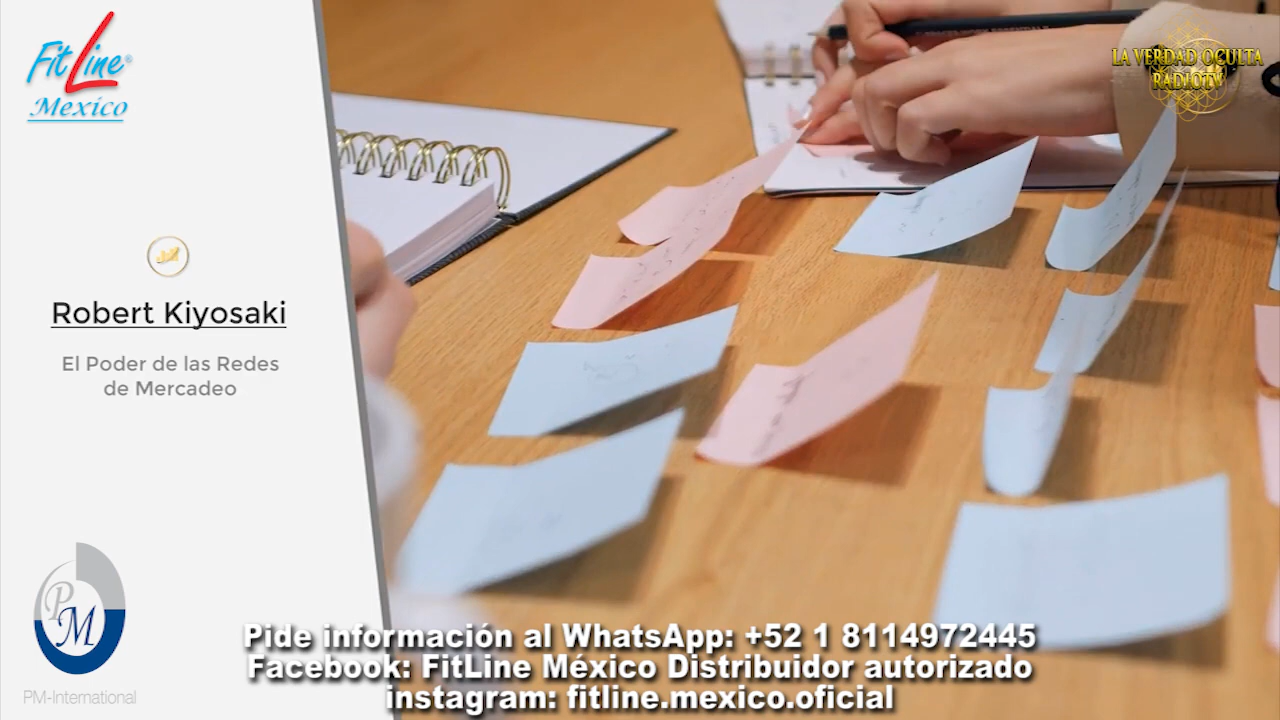 FitLine®
Mexico
LA VERDAD OCULTA
RADIOTV
Robert Kiyosaki
El Poder de las Redes
de Mercadeo
PM
PM-International
Pide información al WhatsApp: +52 1 8114972445
Facebook: FitLine México Distribuidor autorizado
instagram: fitline.mexico.oficial